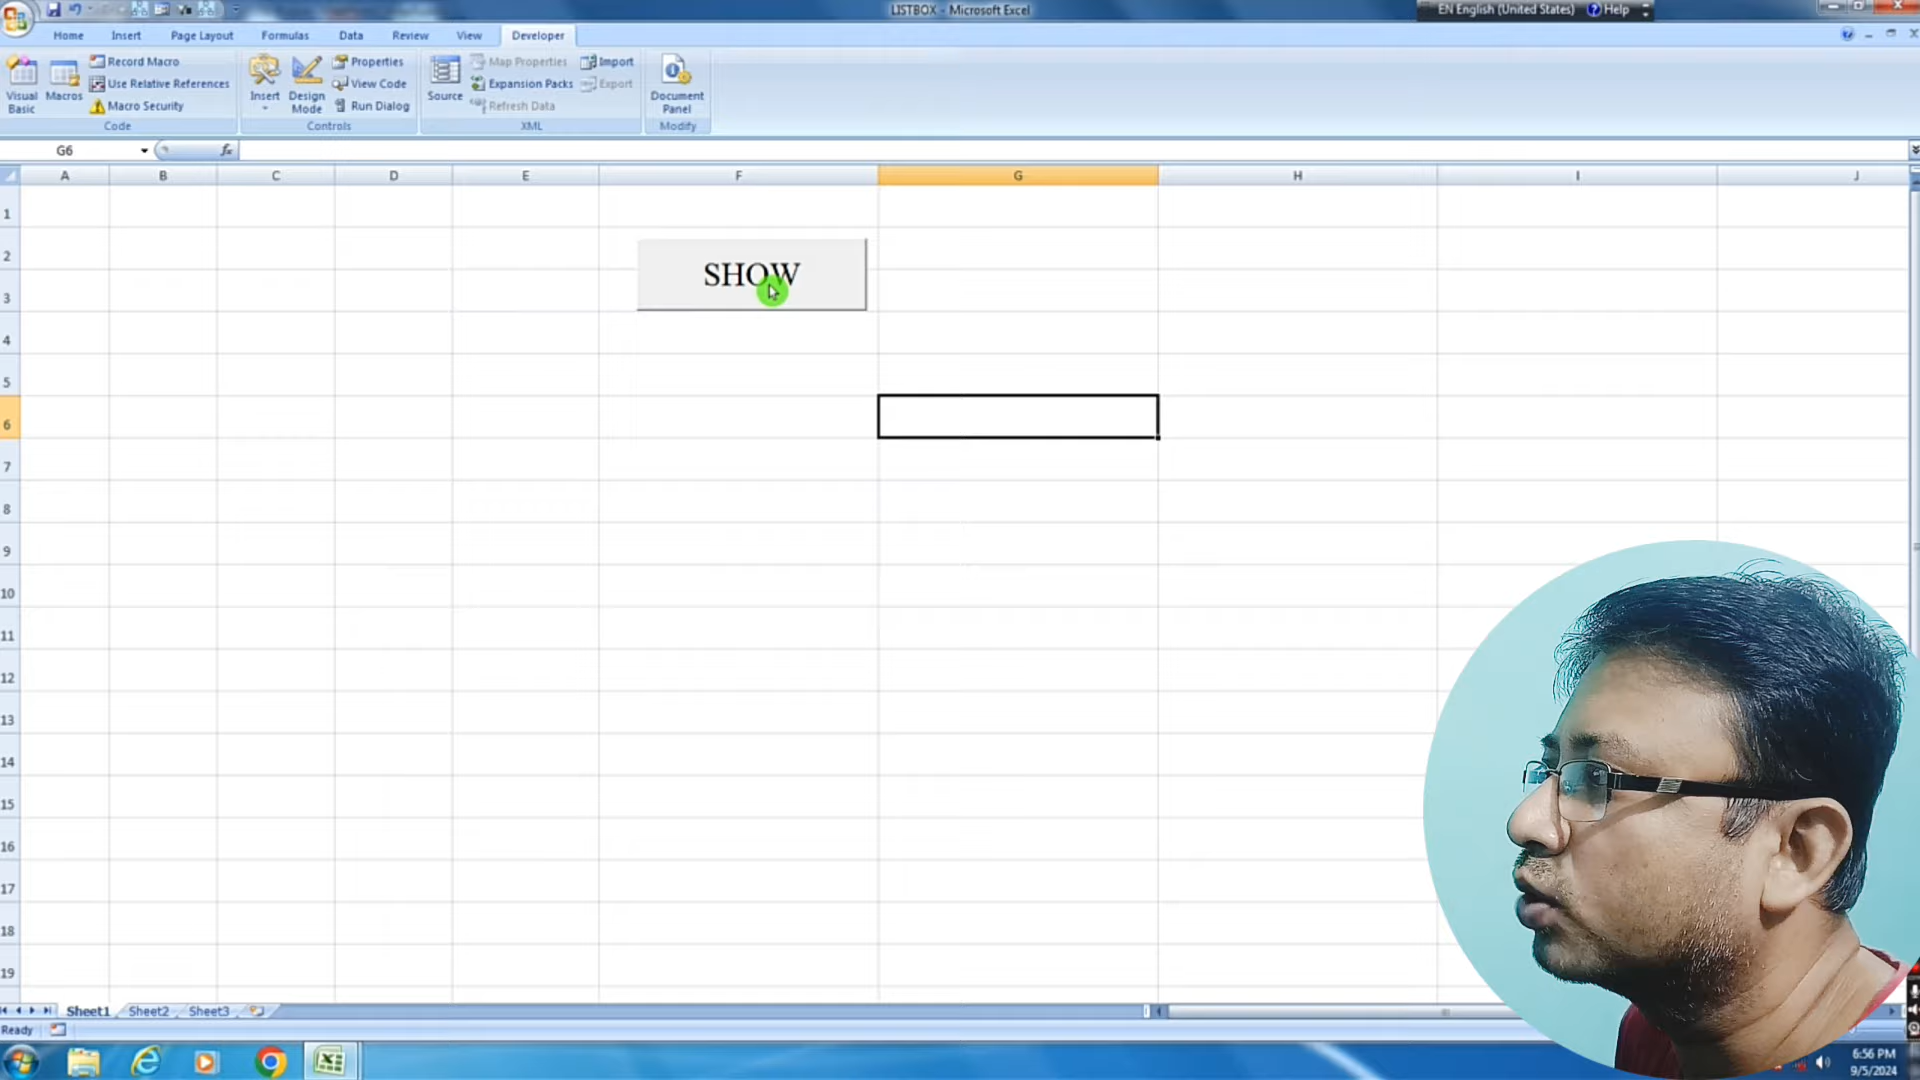 LISTBOX - Microsoft Excel
EN English (United States) Help
Home Insert Page Layout Formulas Data Review View Developer
Visual Basic
Macros
Record Macro
Use Relative References
Macro Security
Code
Insert
Design Mode
Properties
View Code
Run Dialog
Controls
Source
Map Properties
Expansion Packs
Refresh Data
Import
Export
XML
Document Panel
Modify
G6 fx
A B C D E F G H I J
1
2
3
4
5
6
7
8
9
10
11
12
13
14
15
16
17
18
19
SHOW
Sheet1 Sheet2 Sheet3
Ready
6:56 PM
9/5/2024